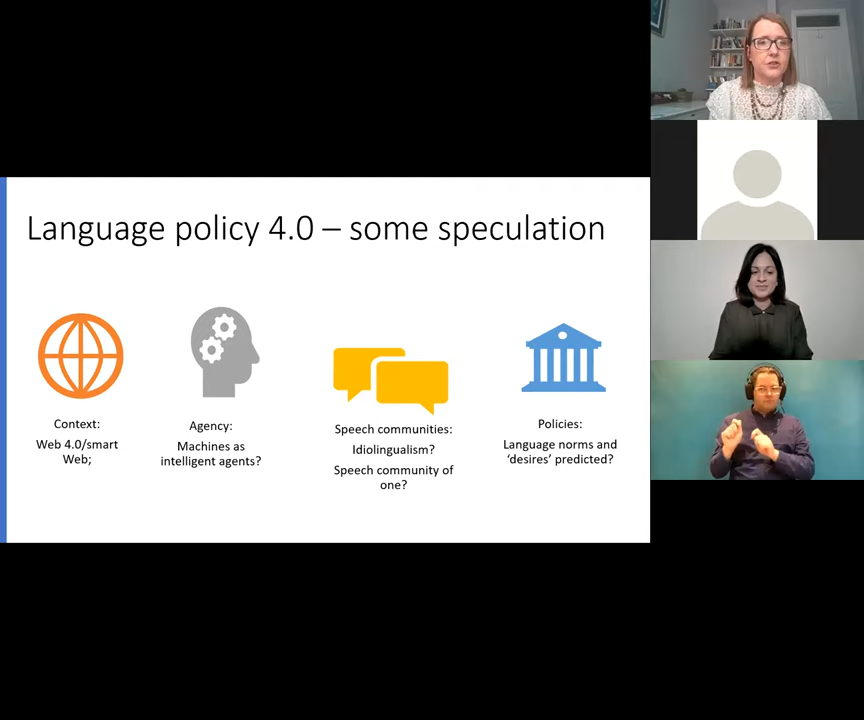 Language policy 4.0 – some speculation
Context:
Web 4.0/smart
Web;
Agency:
Machines as
intelligent agents?
Speech communities:
Idiolingualism?
Speech community of
one?
Policies:
Language norms and
‘desires’ predicted?